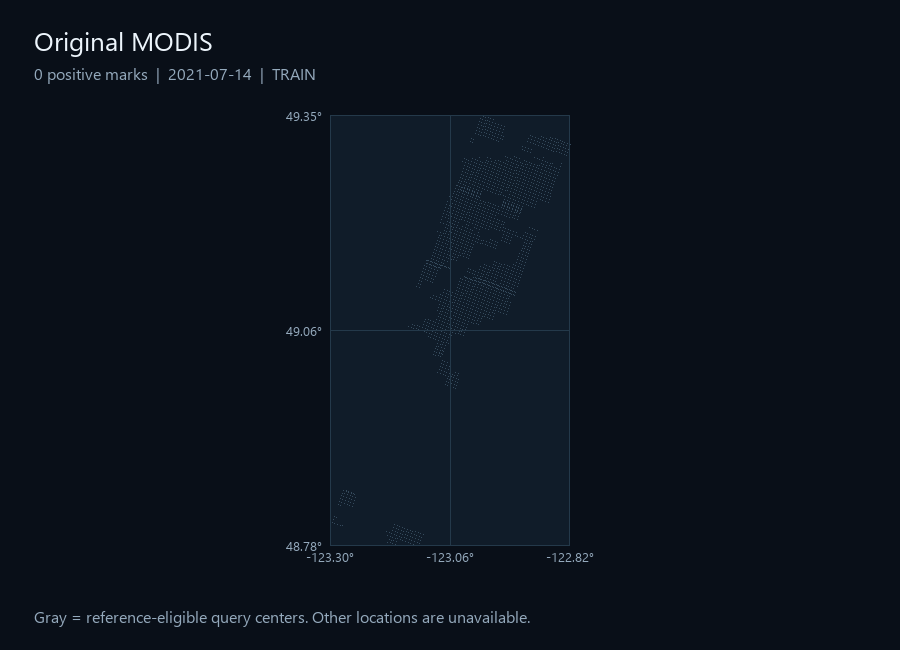 Original MODIS
0 positive marks | 2021-07-14 | TRAIN
49.35°
49.06°
48.78°
-123.30°
-123.06°
-122.82°
Gray = reference-eligible query centers. Other locations are unavailable.